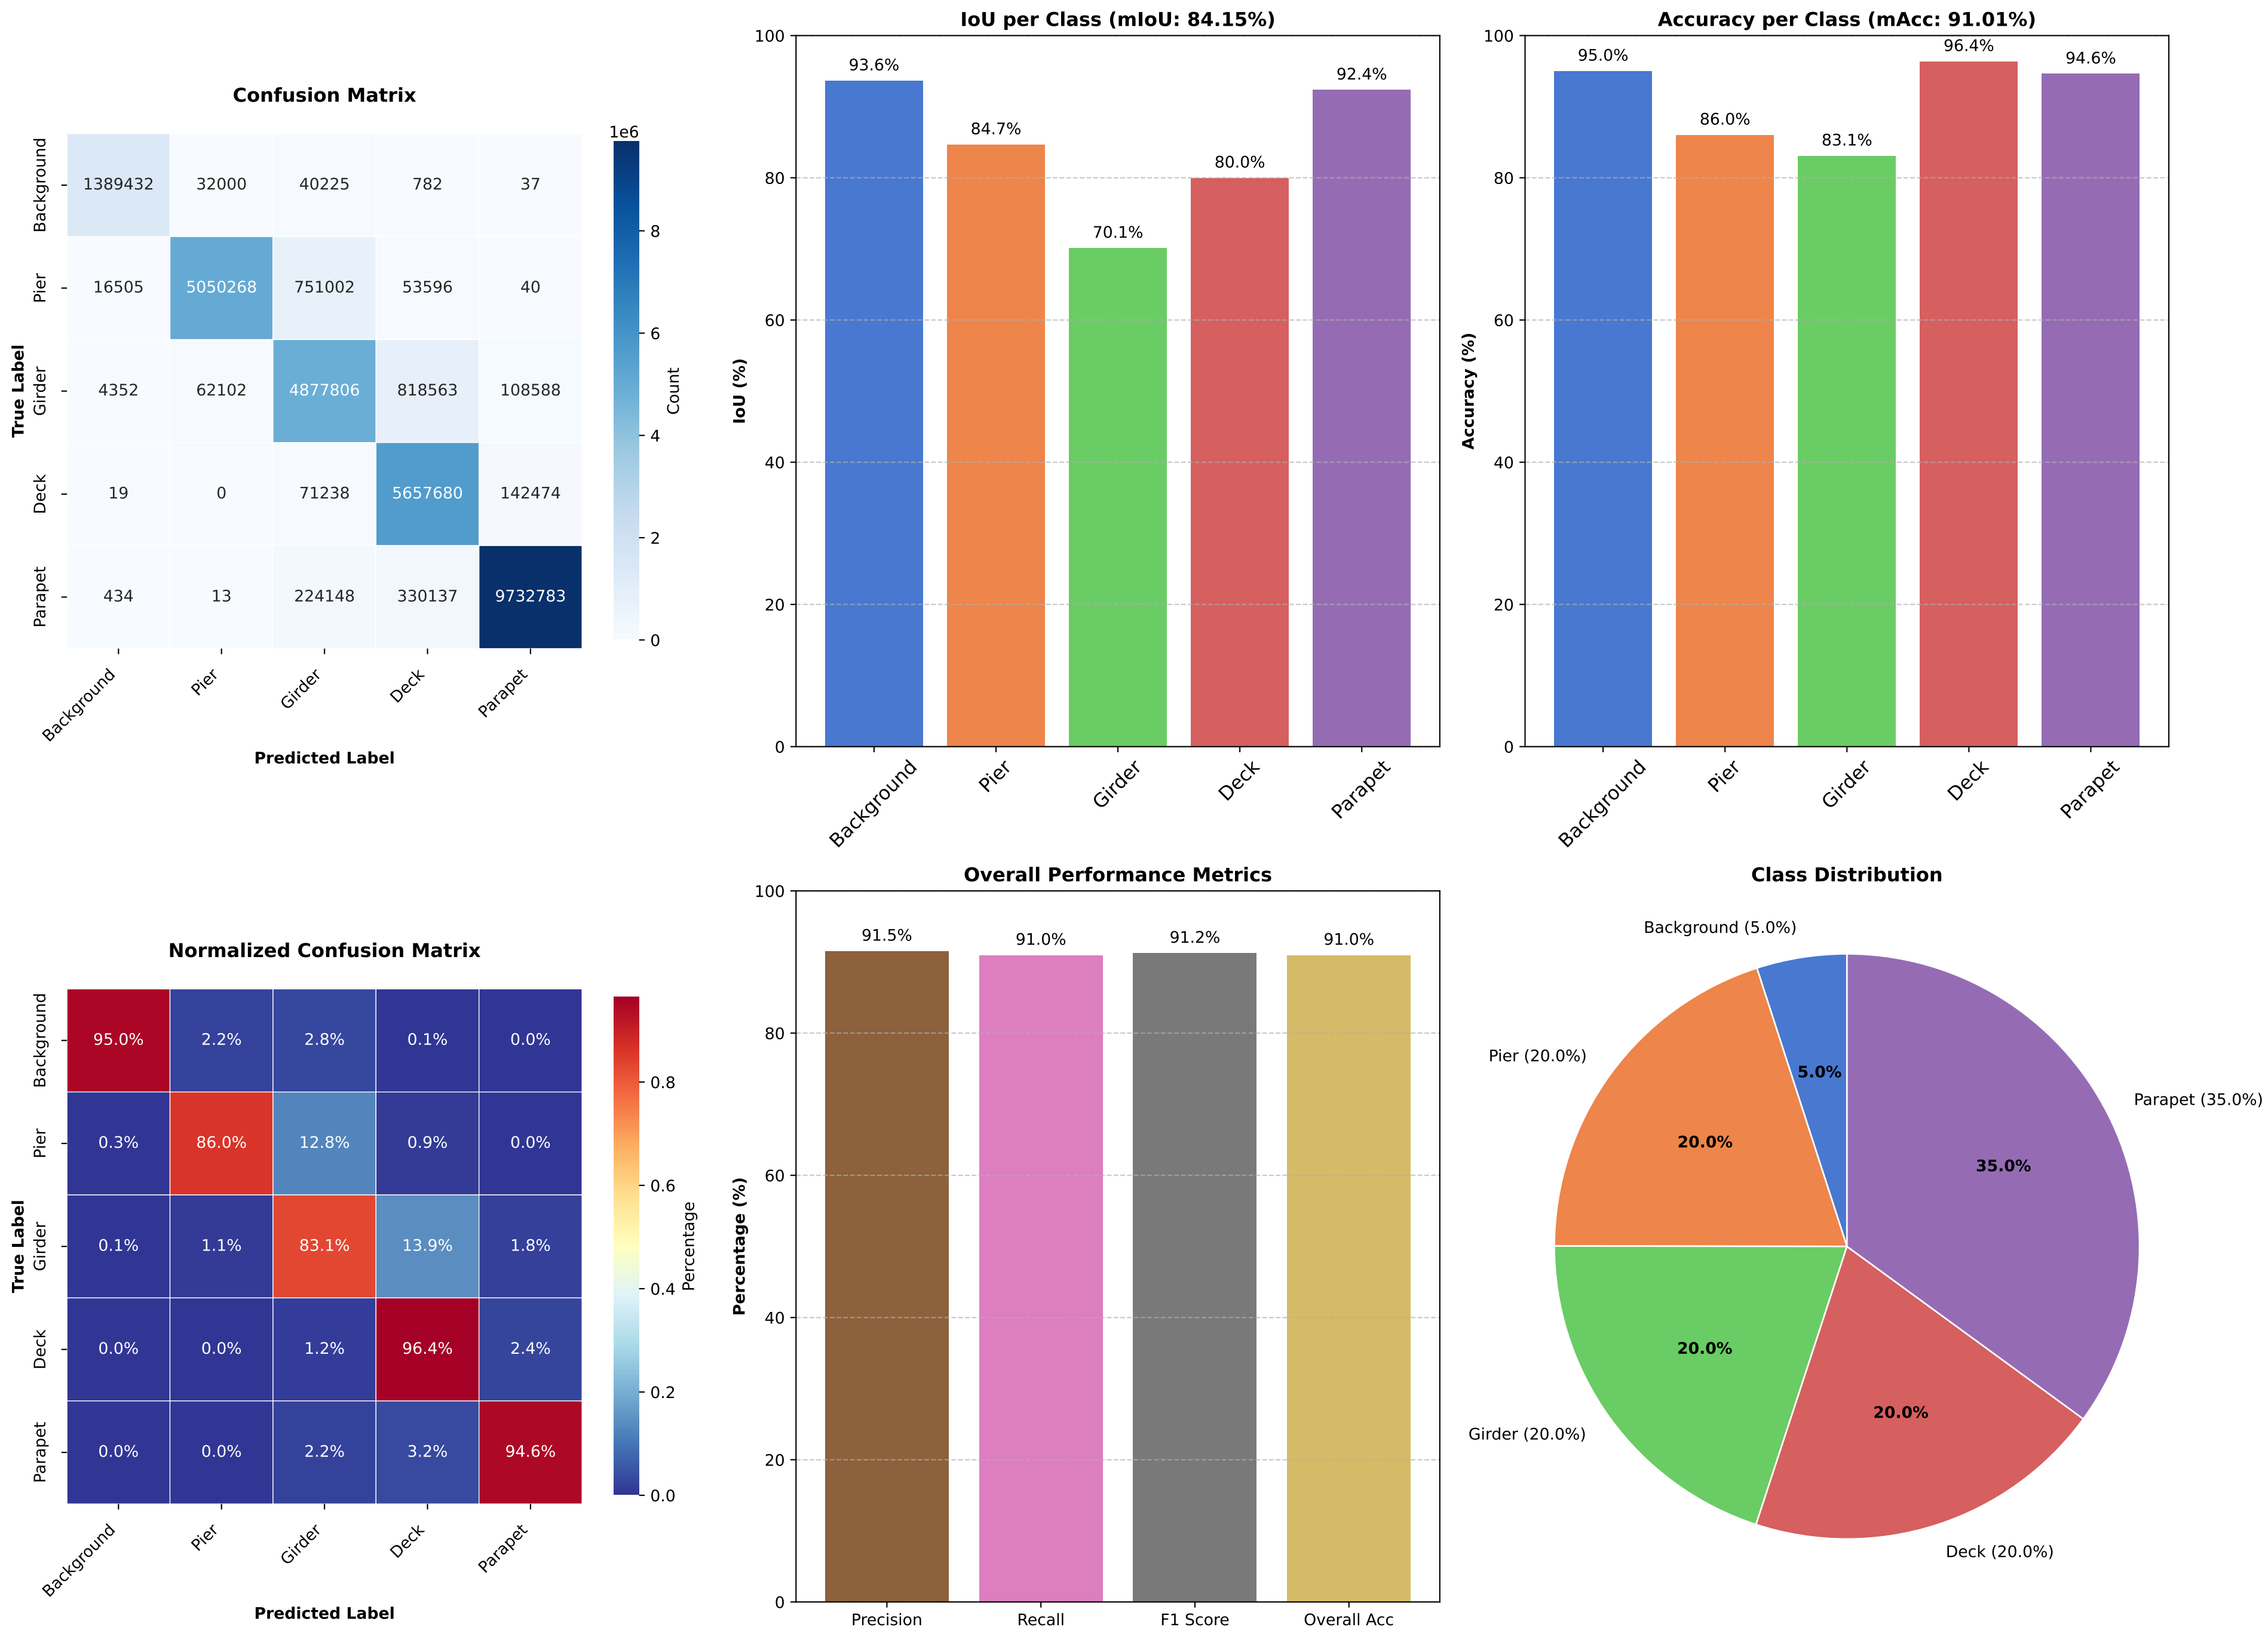 Confusion Matrix
1e6
Background 1389432 32000 40225 782 37
Pier 16505 5050268 751002 53596 40
Girder 4352 62102 4877806 818563 108588
Deck 19 0 71238 5657680 142474
Parapet 434 13 224148 330137 9732783
True Label
8
6
4
2
0
Count
Background Pier Girder Deck Parapet
Predicted Label
IoU per Class (mIoU: 84.15%)
100
80
60
40
20
0
IoU (%)
93.6% 84.7% 70.1% 80.0% 92.4%
Background Pier Girder Deck Parapet
Accuracy per Class (mAcc: 91.01%)
100
80
60
40
20
0
Accuracy (%)
95.0% 86.0% 83.1% 96.4% 94.6%
Background Pier Girder Deck Parapet
Normalized Confusion Matrix
Background 95.0% 2.2% 2.8% 0.1% 0.0%
Pier 0.3% 86.0% 12.8% 0.9% 0.0%
Girder 0.1% 1.1% 83.1% 13.9% 1.8%
Deck 0.0% 0.0% 1.2% 96.4% 2.4%
Parapet 0.0% 0.0% 2.2% 3.2% 94.6%
True Label
0.8
0.6
0.4
0.2
0.0
Percentage
Background Pier Girder Deck Parapet
Predicted Label
Overall Performance Metrics
100
80
60
40
20
0
Percentage (%)
91.5% 91.0% 91.2% 91.0%
Precision Recall F1 Score Overall Acc
Class Distribution
Background (5.0%)
Pier (20.0%)
Girder (20.0%)
Deck (20.0%)
Parapet (35.0%)
5.0%
20.0%
20.0%
20.0%
35.0%